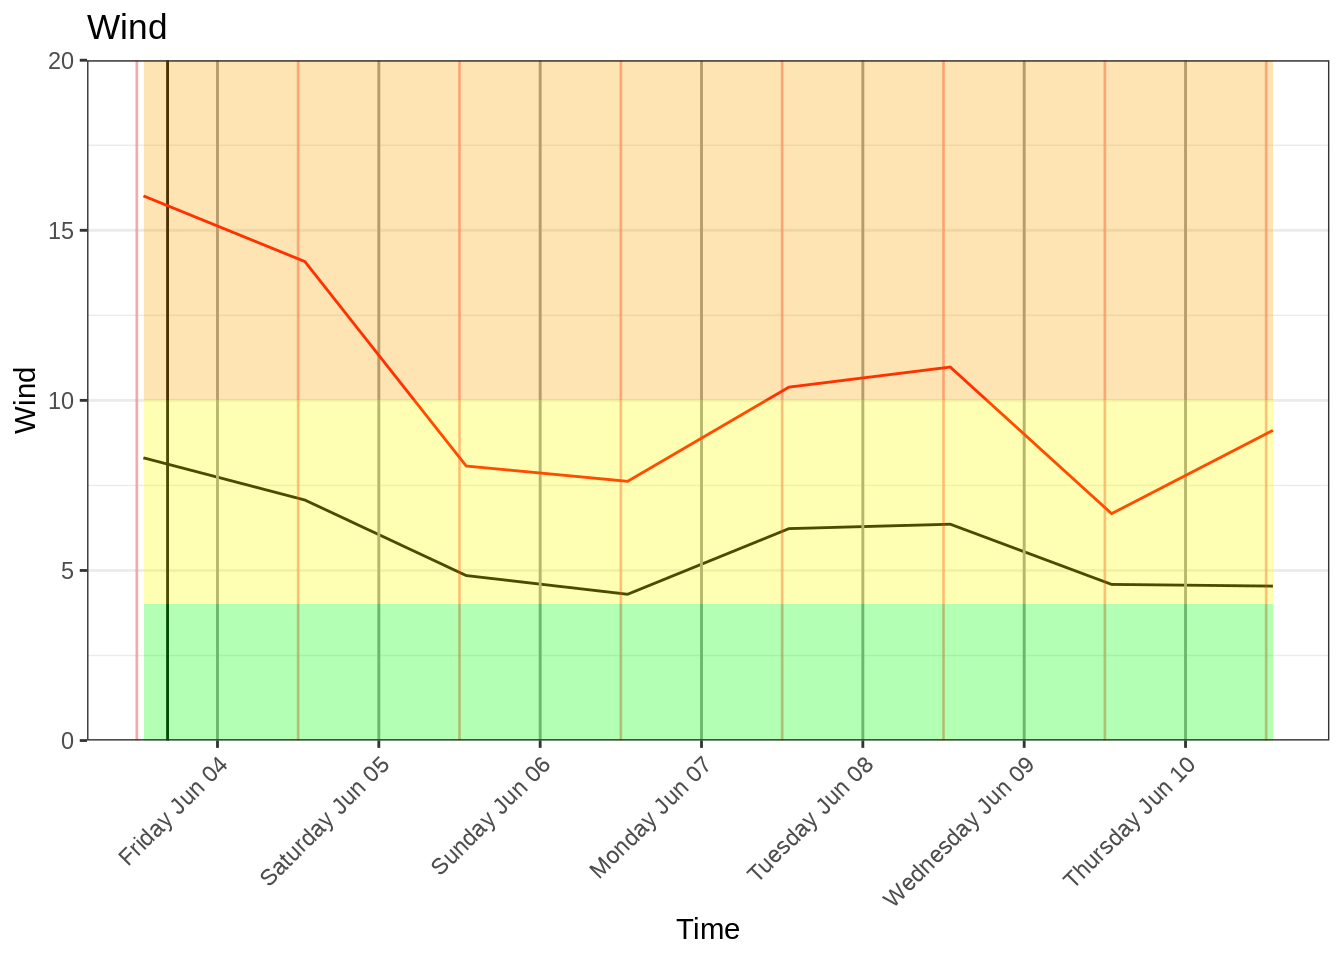 Wind
20
15
10
5
0
Wind
Friday Jun 04
Saturday Jun 05
Sunday Jun 06
Monday Jun 07
Tuesday Jun 08
Wednesday Jun 09
Thursday Jun 10
Time